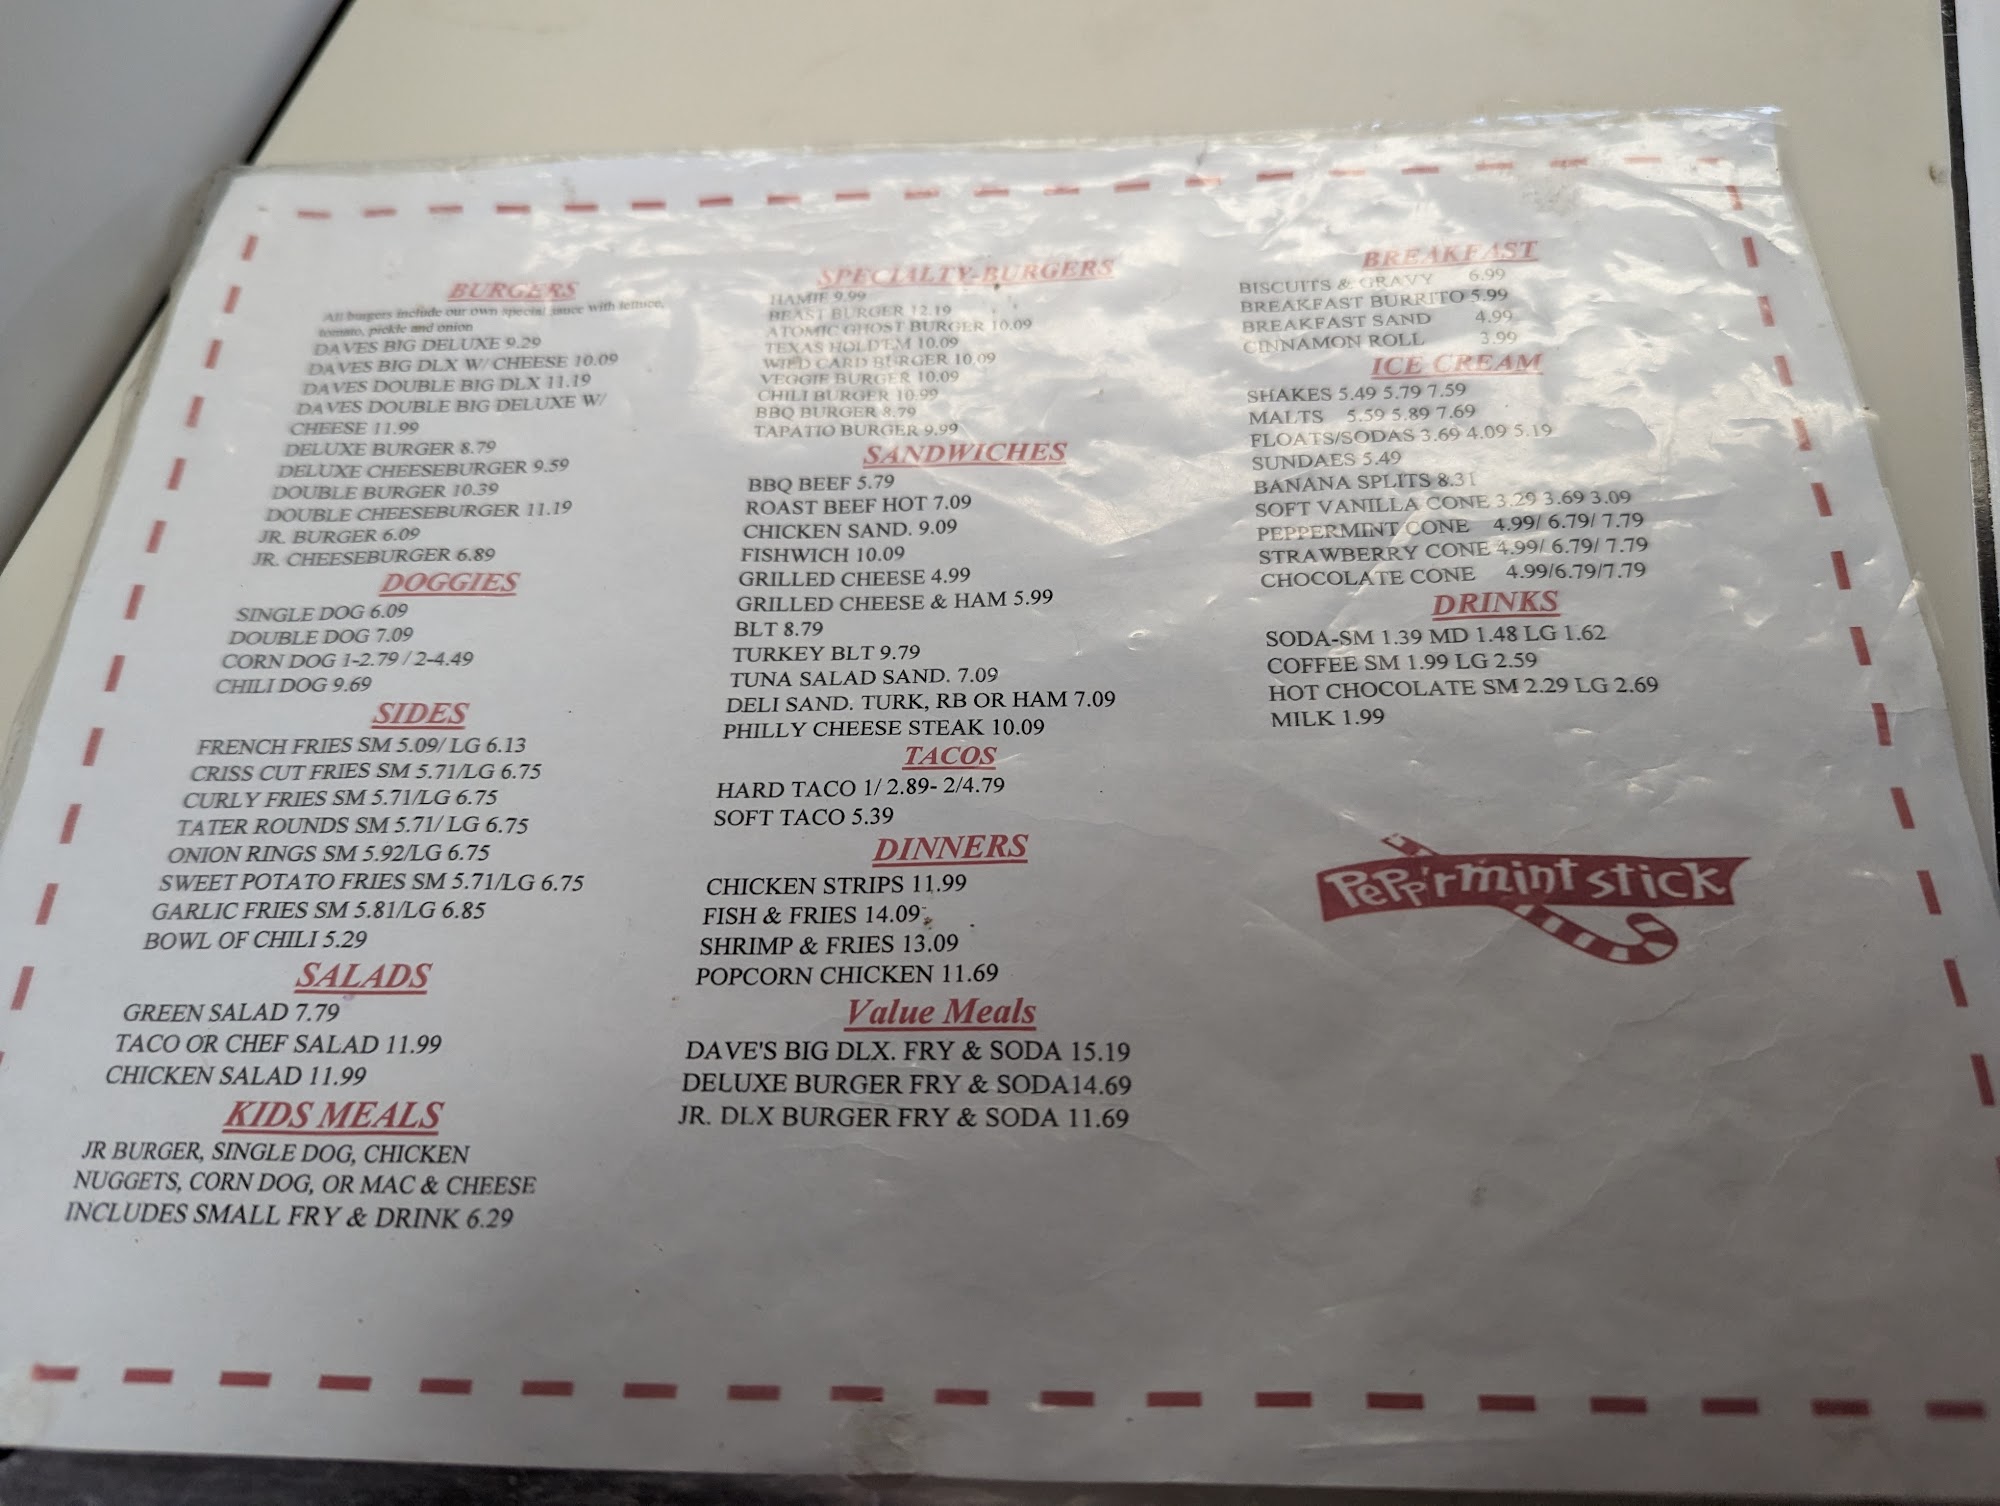 BURGERS
All burgers include our own special sauce with lettuce,
tomato, pickle and onion
DAVES BIG DELUXE 9.29
DAVES BIG DLX W/ CHEESE 10.09
DAVES DOUBLE BIG DLX 11.19
DAVES DOUBLE BIG DELUXE W/
CHEESE 11.99
DELUXE BURGER 8.79
DELUXE CHEESEBURGER 9.59
DOUBLE BURGER 10.39
DOUBLE CHEESEBURGER 11.19
JR. BURGER 6.09
JR. CHEESEBURGER 6.89
DOGGIES
SINGLE DOG 6.09
DOUBLE DOG 7.09
CORN DOG 1-2.79 / 2-4.49
CHILI DOG 9.69
SIDES
FRENCH FRIES SM 5.09/ LG 6.13
CRISS CUT FRIES SM 5.71/LG 6.75
CURLY FRIES SM 5.71/LG 6.75
TATER ROUNDS SM 5.71/ LG 6.75
ONION RINGS SM 5.92/LG 6.75
SWEET POTATO FRIES SM 5.71/LG 6.75
GARLIC FRIES SM 5.81/LG 6.85
BOWL OF CHILI 5.29
SALADS
GREEN SALAD 7.79
TACO OR CHEF SALAD 11.99
CHICKEN SALAD 11.99
KIDS MEALS
JR BURGER, SINGLE DOG, CHICKEN
NUGGETS, CORN DOG, OR MAC & CHEESE
INCLUDES SMALL FRY & DRINK 6.29
SPECIALTY-BURGERS
HAMIE 9.99
BEAST BURGER 12.19
ATOMIC GHOST BURGER 10.09
TEXAS HOLD'EM 10.09
WILD CARD BURGER 10.09
VEGGIE BURGER 10.09
CHILI BURGER 10.99
BBQ BURGER 8.79
TAPATIO BURGER 9.99
SANDWICHES
BBQ BEEF 5.79
ROAST BEEF HOT 7.09
CHICKEN SAND. 9.09
FISHWICH 10.09
GRILLED CHEESE 4.99
GRILLED CHEESE & HAM 5.99
BLT 8.79
TURKEY BLT 9.79
TUNA SALAD SAND. 7.09
DELI SAND. TURK, RB OR HAM 7.09
PHILLY CHEESE STEAK 10.09
TACOS
HARD TACO 1/ 2.89- 2/4.79
SOFT TACO 5.39
DINNERS
CHICKEN STRIPS 11.99
FISH & FRIES 14.09
SHRIMP & FRIES 13.09
POPCORN CHICKEN 11.69
Value Meals
DAVE'S BIG DLX. FRY & SODA 15.19
DELUXE BURGER FRY & SODA14.69
JR. DLX BURGER FRY & SODA 11.69
BREAKFAST
BISCUITS & GRAVY 6.99
BREAKFAST BURRITO 5.99
BREAKFAST SAND 4.99
CINNAMON ROLL 3.99
ICE CREAM
SHAKES 5.49 5.79 7.59
MALTS 5.59 5.89 7.69
FLOATS/SODAS 3.69 4.09 5.19
SUNDAES 5.49
BANANA SPLITS 8.31
SOFT VANILLA CONE 3.29 3.69 3.09
PEPPERMINT CONE 4.99/ 6.79/ 7.79
STRAWBERRY CONE 4.99/ 6.79/ 7.79
CHOCOLATE CONE 4.99/6.79/7.79
DRINKS
SODA-SM 1.39 MD 1.48 LG 1.62
COFFEE SM 1.99 LG 2.59
HOT CHOCOLATE SM 2.29 LG 2.69
MILK 1.99
PePP'rmint stick